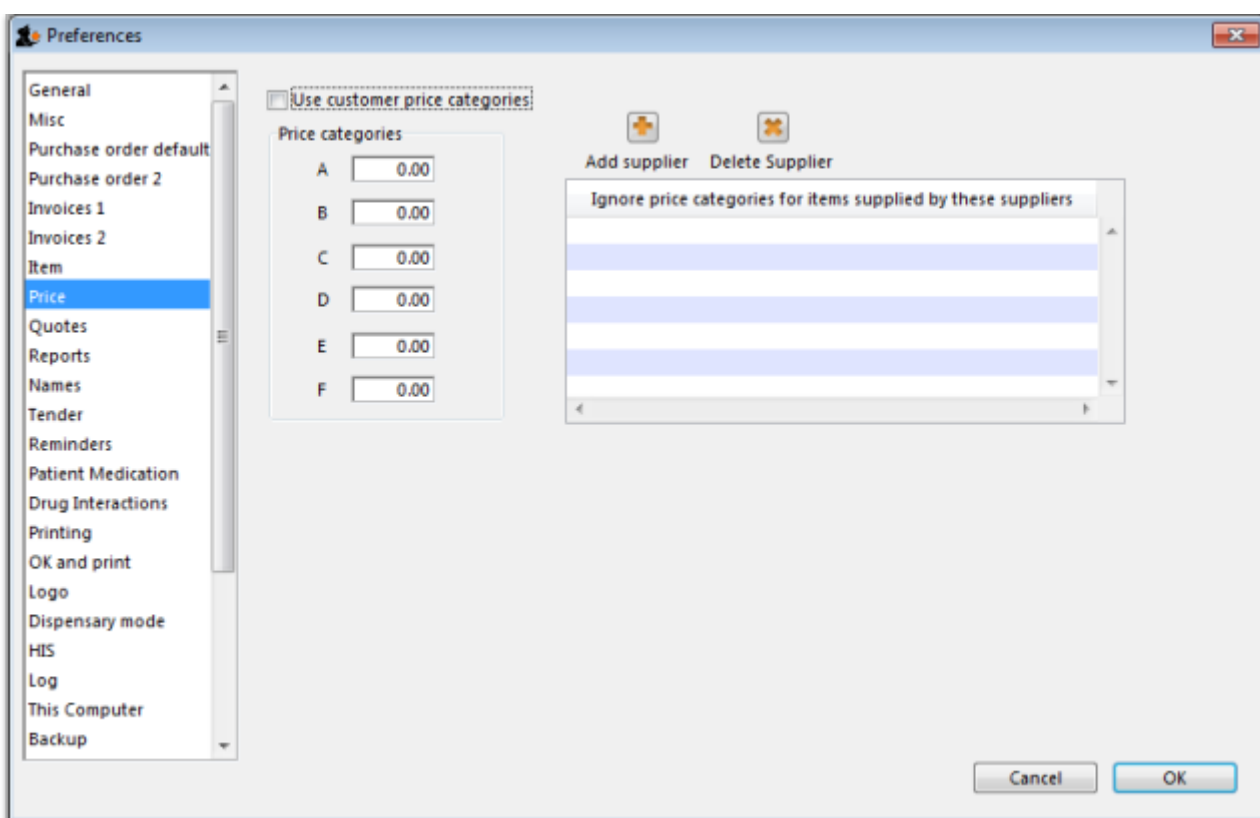 Preferences
General
Misc
Purchase order default
Purchase order 2
Invoices 1
Invoices 2
Item
Price
Quotes
Reports
Names
Tender
Reminders
Patient Medication
Drug Interactions
Printing
OK and print
Logo
Dispensary mode
HIS
Log
This Computer
Backup
Use customer price categories
Price categories
A 0.00
B 0.00
C 0.00
D 0.00
E 0.00
F 0.00
Add supplier Delete Supplier
Ignore price categories for items supplied by these suppliers
Cancel OK